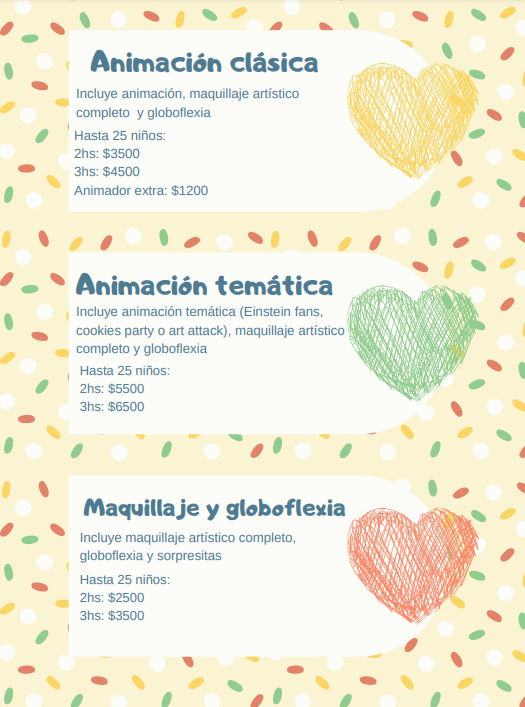 Animación clásica
Incluye animación, maquillaje artístico
completo y globoflexia
Hasta 25 niños:
2hs: $3500
3hs: $4500
Animador extra: $1200
Animación temática
Incluye animación temática (Einstein fans,
cookies party o art attack), maquillaje artístico
completo y globoflexia
Hasta 25 niños:
2hs: $5500
3hs: $6500
Maquillaje y globoflexia
Incluye maquillaje artístico completo,
globoflexia y sorpresitas
Hasta 25 niños:
2hs: $2500
3hs: $3500